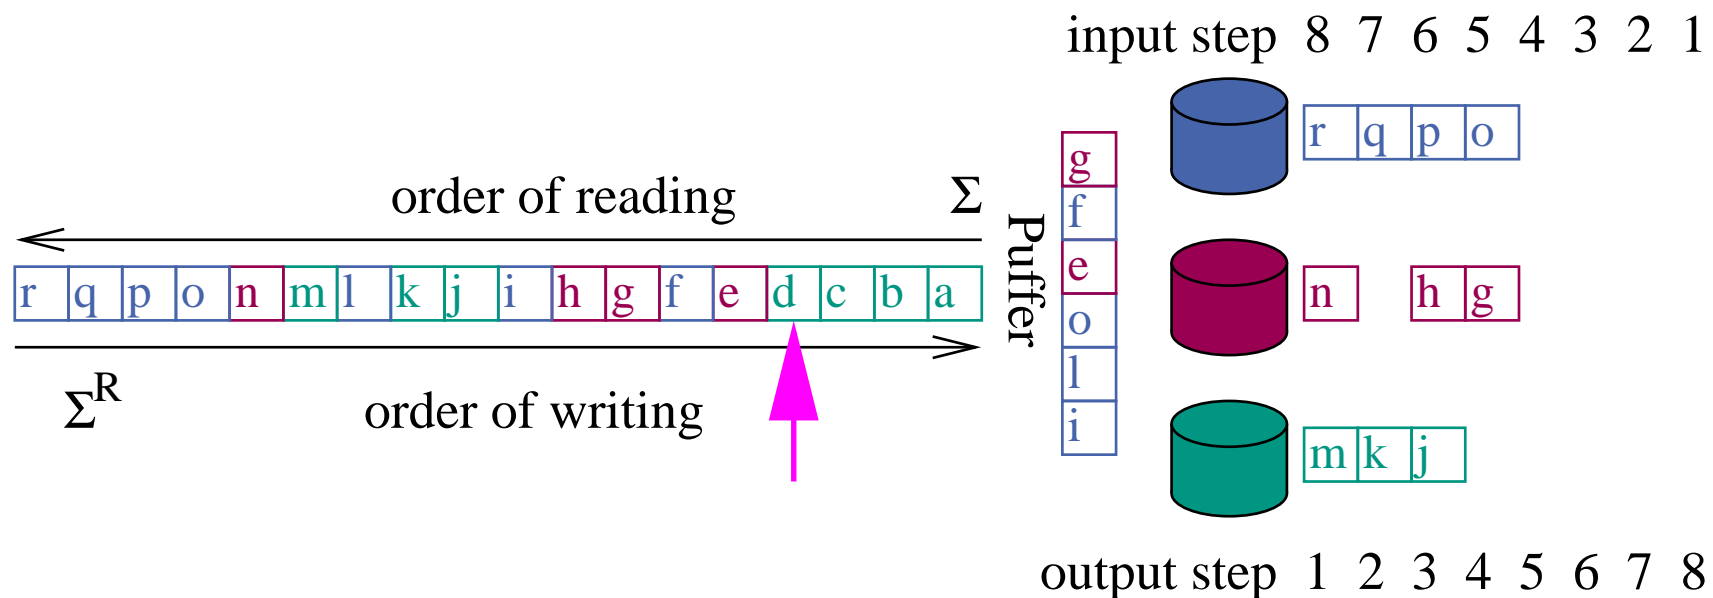 input step 8 7 6 5 4 3 2 1
r q p o
g
f
e
o
l
i
Puffer
order of reading Σ
r q p o n m l k j i h g f e d c b a
n h g
Σ^R order of writing
m k j
output step 1 2 3 4 5 6 7 8